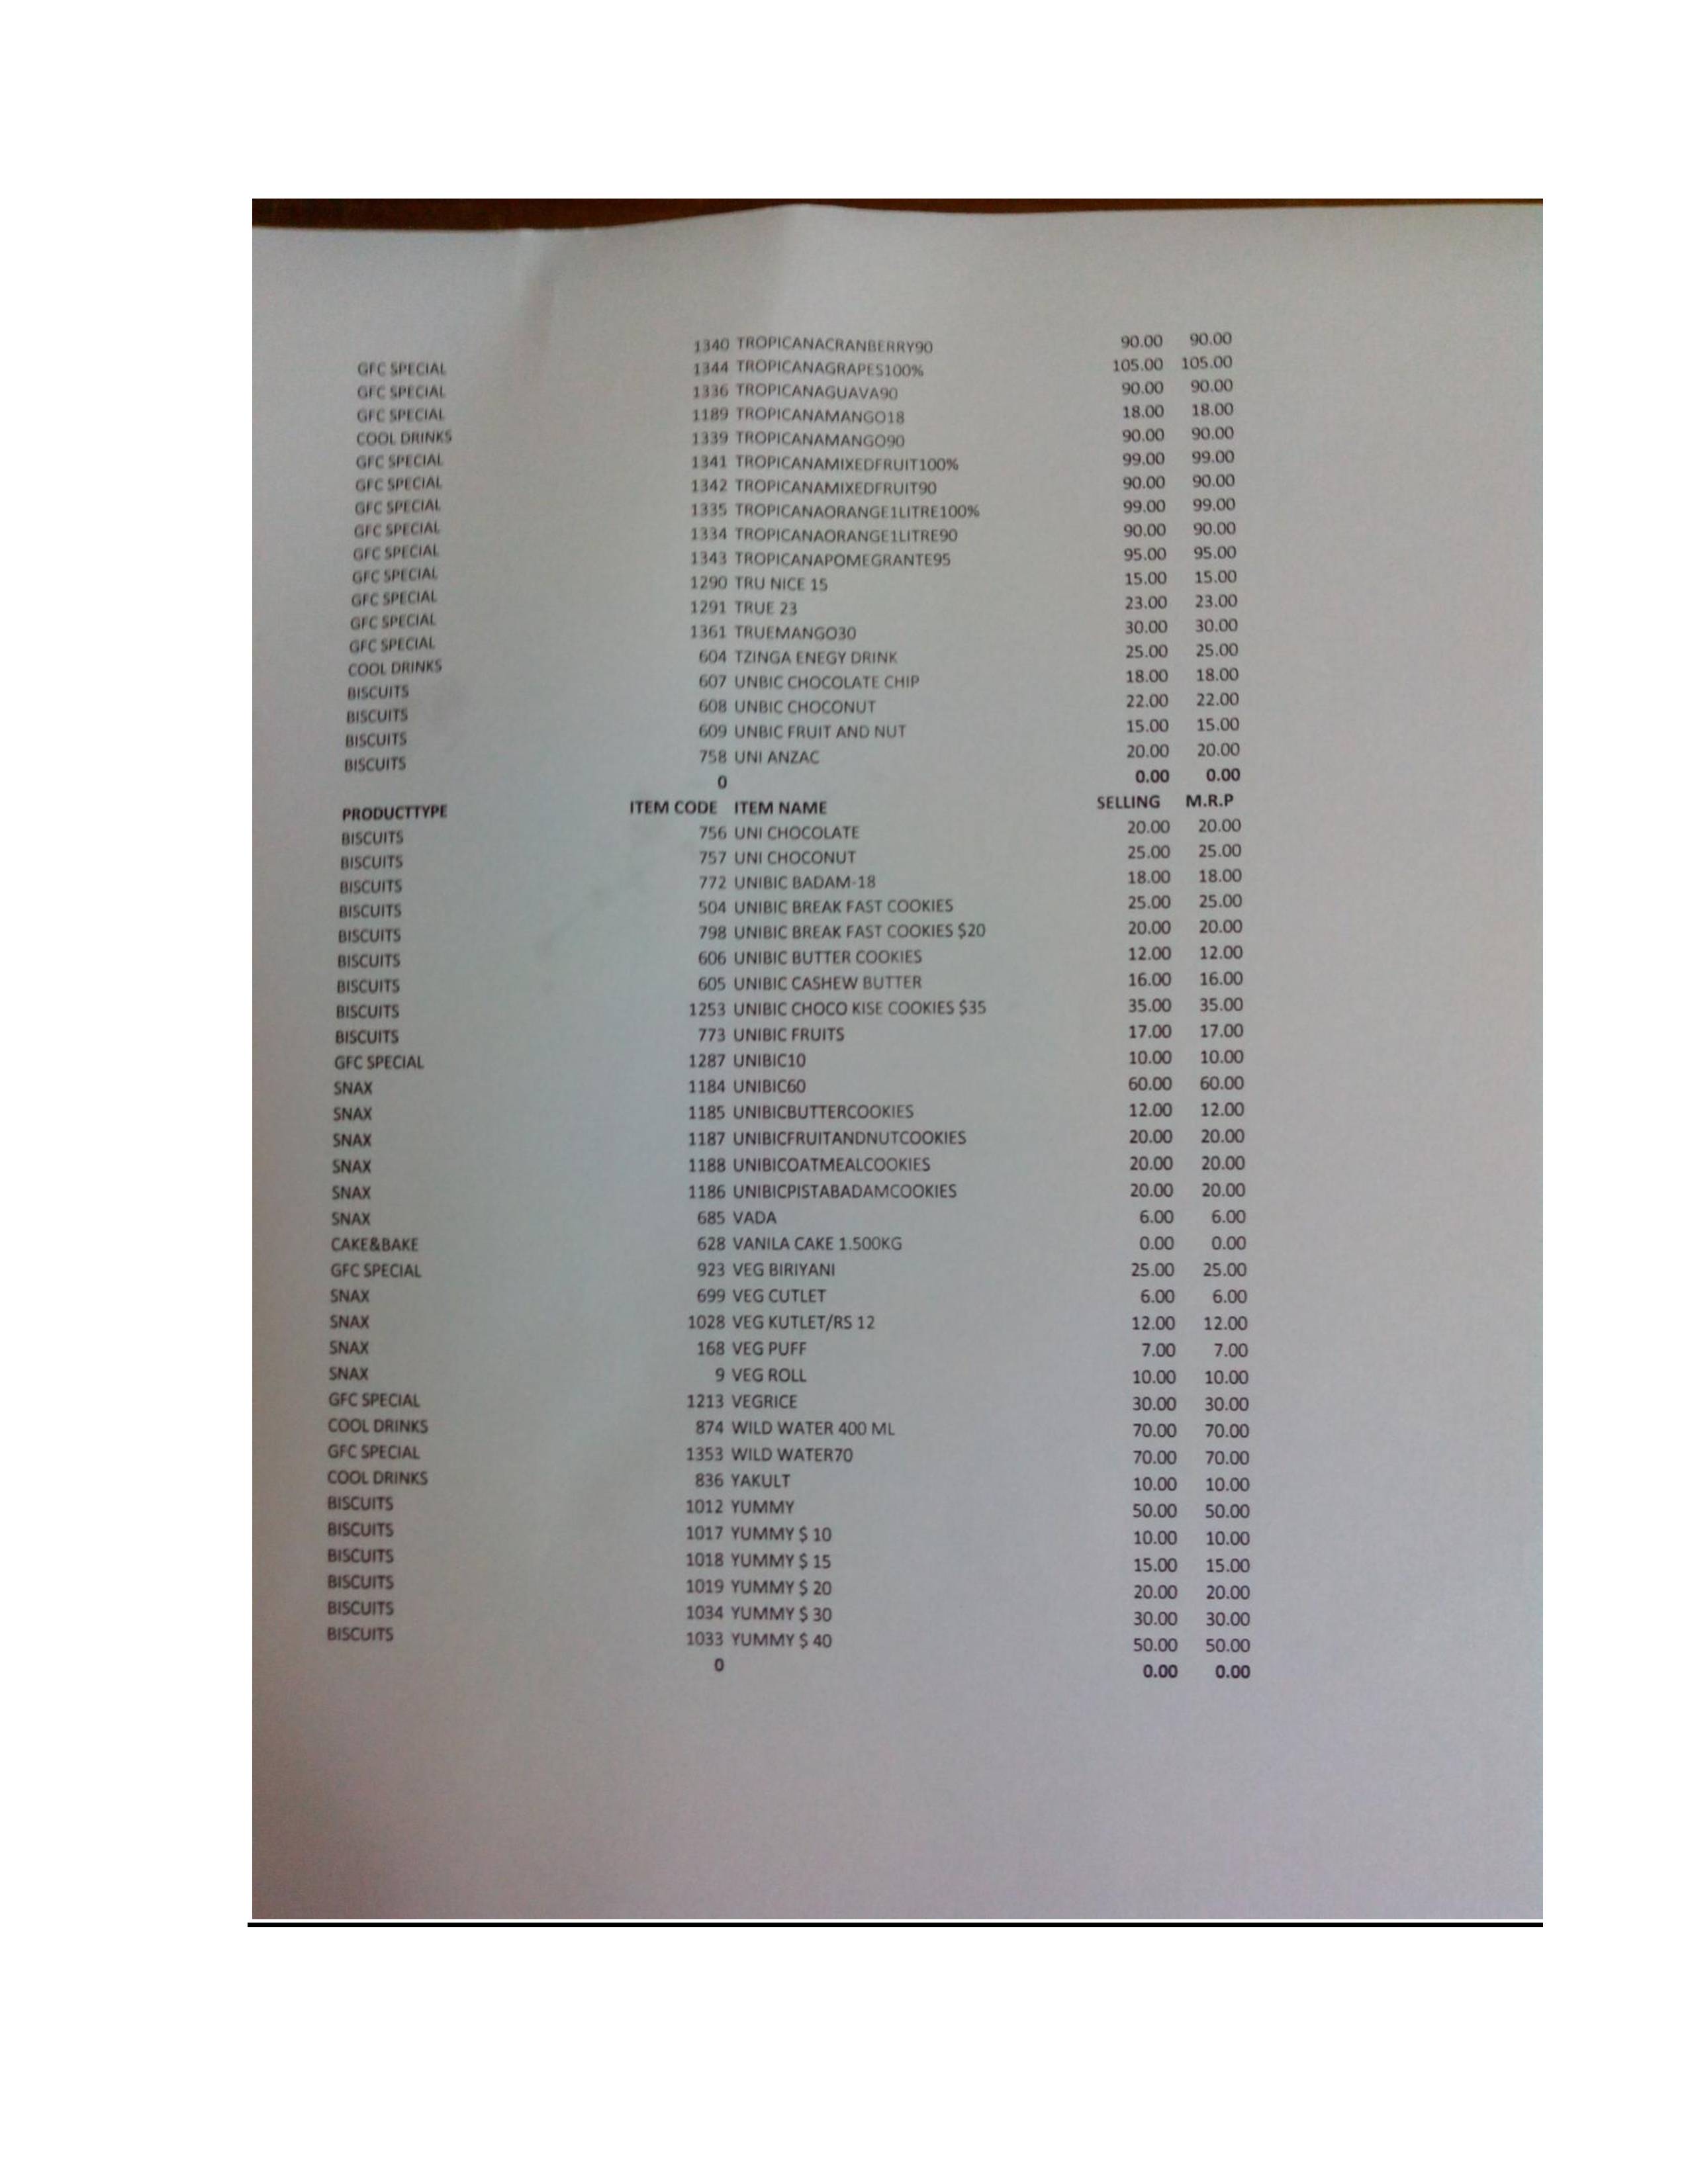 GFC SPECIAL 1340 TROPICANACRANBERRY90 90.00 90.00
GFC SPECIAL 1344 TROPICANAGRAPES100% 105.00 105.00
GFC SPECIAL 1336 TROPICANAGUAVA90 90.00 90.00
COOL DRINKS 1189 TROPICANAMANGO18 18.00 18.00
GFC SPECIAL 1339 TROPICANAMANGO90 90.00 90.00
GFC SPECIAL 1341 TROPICANAMIXEDFRUIT100% 99.00 99.00
GFC SPECIAL 1342 TROPICANAMIXEDFRUIT90 90.00 90.00
GFC SPECIAL 1335 TROPICANAORANGE1LITRE100% 99.00 99.00
GFC SPECIAL 1334 TROPICANAORANGE1LITRE90 90.00 90.00
GFC SPECIAL 1343 TROPICANAPOMEGRANTE95 95.00 95.00
GFC SPECIAL 1290 TRU NICE 15 15.00 15.00
GFC SPECIAL 1291 TRUE 23 23.00 23.00
GFC SPECIAL 1361 TRUEMANGO30 30.00 30.00
COOL DRINKS 604 TZINGA ENEGY DRINK 25.00 25.00
BISCUITS 607 UNBIC CHOCOLATE CHIP 18.00 18.00
BISCUITS 608 UNBIC CHOCONUT 22.00 22.00
BISCUITS 609 UNBIC FRUIT AND NUT 15.00 15.00
BISCUITS 758 UNI ANZAC 20.00 20.00
0 0.00 0.00
PRODUCTTYPE ITEM CODE ITEM NAME SELLING M.R.P
BISCUITS 756 UNI CHOCOLATE 20.00 20.00
BISCUITS 757 UNI CHOCONUT 25.00 25.00
BISCUITS 772 UNIBIC BADAM-18 18.00 18.00
BISCUITS 504 UNIBIC BREAK FAST COOKIES 25.00 25.00
BISCUITS 798 UNIBIC BREAK FAST COOKIES $20 20.00 20.00
BISCUITS 606 UNIBIC BUTTER COOKIES 12.00 12.00
BISCUITS 605 UNIBIC CASHEW BUTTER 16.00 16.00
BISCUITS 1253 UNIBIC CHOCO KISE COOKIES $35 35.00 35.00
BISCUITS 773 UNIBIC FRUITS 17.00 17.00
GFC SPECIAL 1287 UNIBIC10 10.00 10.00
SNAX 1184 UNIBIC60 60.00 60.00
SNAX 1185 UNIBICBUTTERCOOKIES 12.00 12.00
SNAX 1187 UNIBICFRUITANDNUTCOOKIES 20.00 20.00
SNAX 1188 UNIBICOATMEALCOOKIES 20.00 20.00
SNAX 1186 UNIBICPISTABADAMCOOKIES 20.00 20.00
SNAX 685 VADA 6.00 6.00
CAKE&BAKE 628 VANILA CAKE 1.500KG 0.00 0.00
GFC SPECIAL 923 VEG BIRIYANI 25.00 25.00
SNAX 699 VEG CUTLET 6.00 6.00
SNAX 1028 VEG KUTLET/RS 12 12.00 12.00
SNAX 168 VEG PUFF 7.00 7.00
SNAX 9 VEG ROLL 10.00 10.00
GFC SPECIAL 1213 VEGRICE 30.00 30.00
COOL DRINKS 874 WILD WATER 400 ML 70.00 70.00
GFC SPECIAL 1353 WILD WATER70 70.00 70.00
COOL DRINKS 836 YAKULT 10.00 10.00
BISCUITS 1012 YUMMY 50.00 50.00
BISCUITS 1017 YUMMY $ 10 10.00 10.00
BISCUITS 1018 YUMMY $ 15 15.00 15.00
BISCUITS 1019 YUMMY $ 20 20.00 20.00
BISCUITS 1034 YUMMY $ 30 30.00 30.00
BISCUITS 1033 YUMMY $ 40 50.00 50.00
0 0.00 0.00